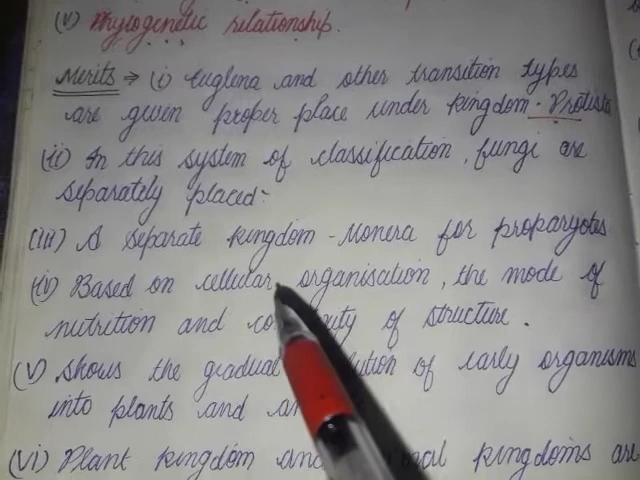 (v) Phylogenetic relationship.
Merits → (i) Euglena and other transition types
are given proper place under kingdom - Protista
(ii) In this system of classification, fungi are
separately placed :-
(iii) A separate kingdom - Monera for prokaryotes
(iv) Based on cellular organisation, the mode of
nutrition and of structure.
(v) Shows the gradual of early organisms
into plants and
(vi) Plant kingdom kingdoms are